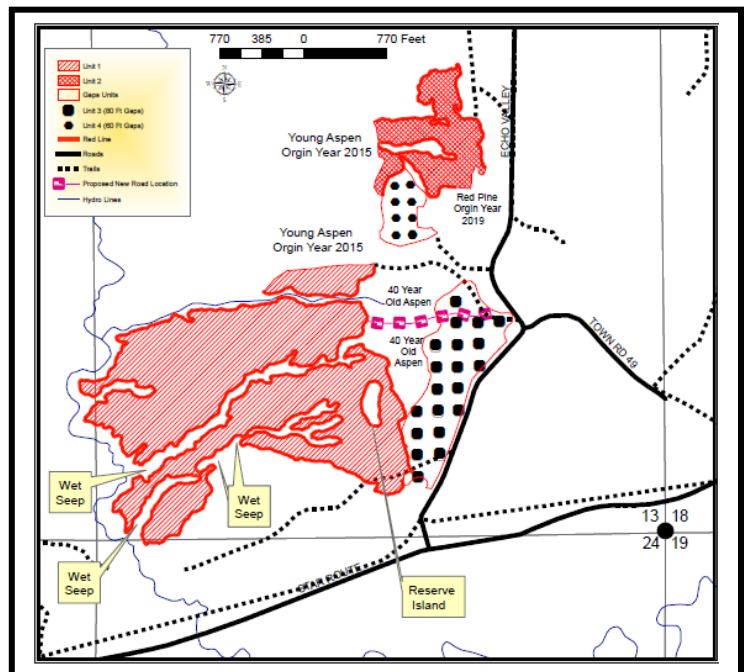 770 385 0 770 Feet
Unit 1
Unit 2
Gaps Units
Unit 3 (80 Ft Gaps)
Unit 4 (60 Ft Gaps)
Red Line
Roads
Trails
Proposed New Road Location
Hydro Lines
ECHO VALLEY
Young Aspen
Orgin Year 2015
Red Pine
Orgin Year
2019
Young Aspen
Orgin Year 2015
40 Year
Old Aspen
40 Year
Old
Aspen
TOWN RD 49
Wet
Seep
Wet
Seep
Wet
Seep
STAR ROUTE
Reserve
Island
13 18
24 19